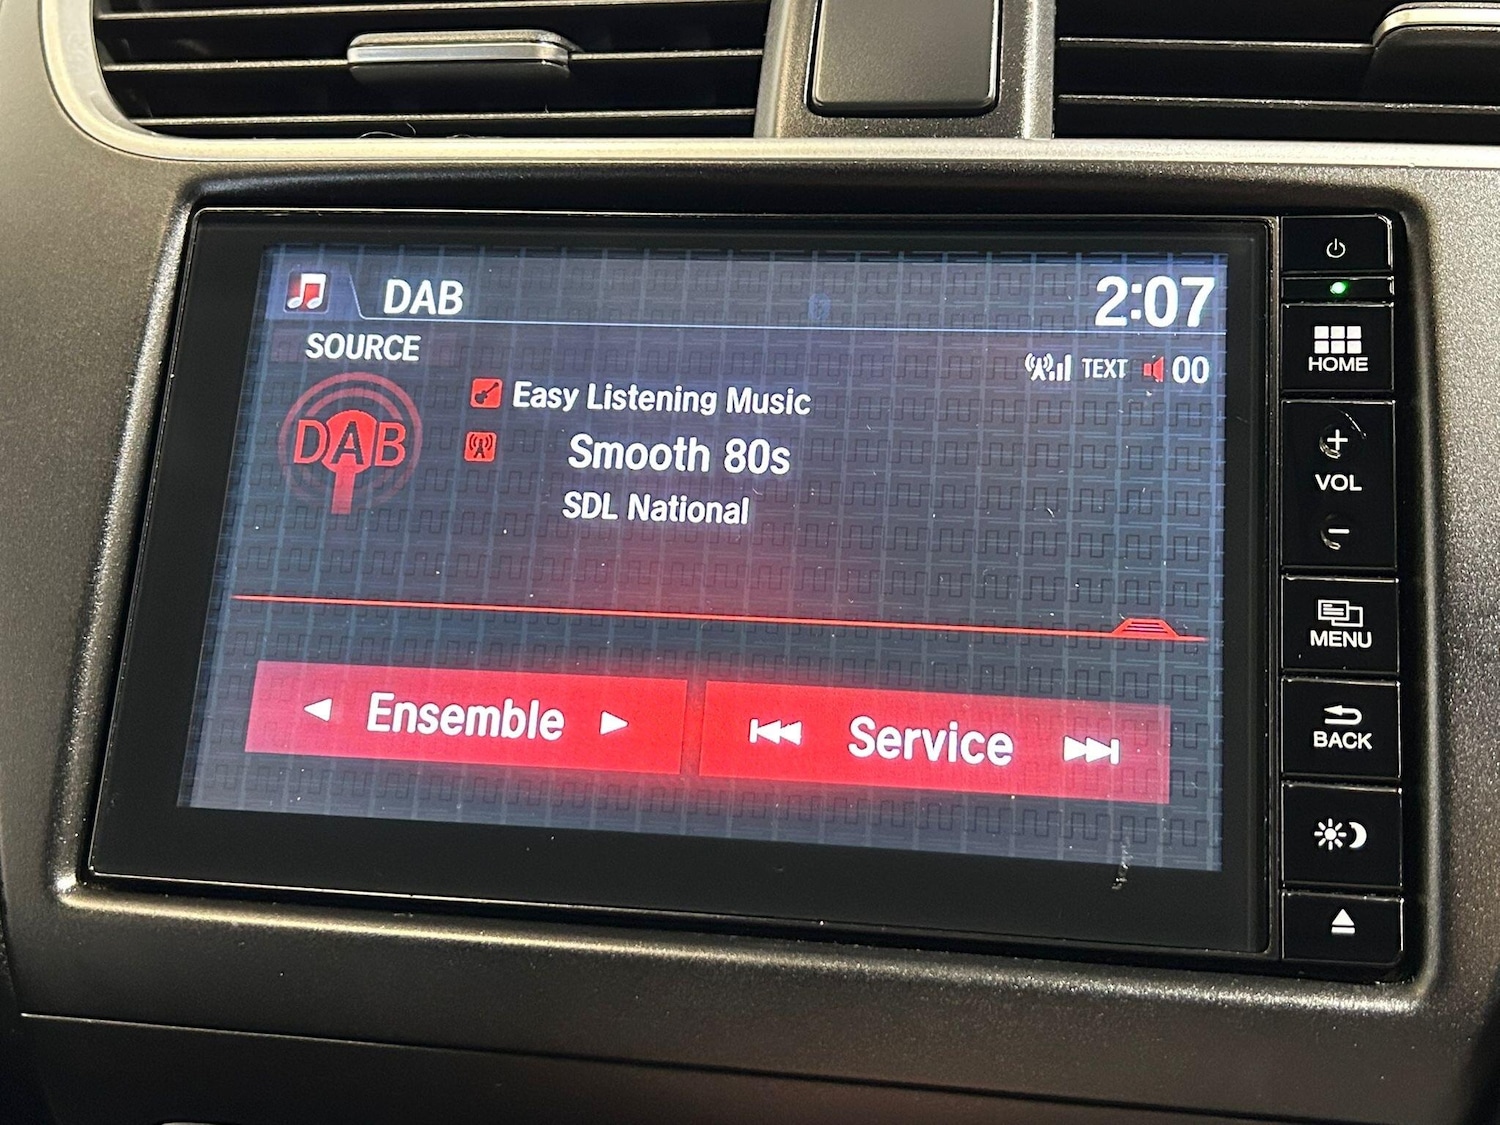 DAB
2:07
SOURCE
TEXT 00
DAB
Easy Listening Music
Smooth 80s
SDL National
Ensemble
Service
HOME
+
VOL
−
MENU
BACK